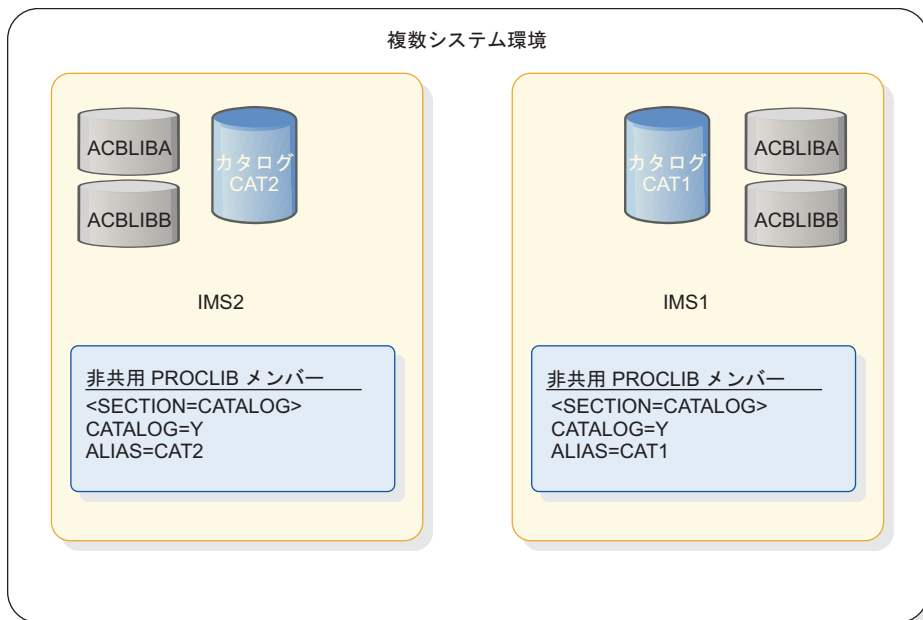 複数システム環境
ACBLIBA
ACBLIBB
カタログ
CAT2
IMS2
非共用 PROCLIB メンバー
<SECTION=CATALOG>
CATALOG=Y
ALIAS=CAT2
カタログ
CAT1
ACBLIBA
ACBLIBB
IMS1
非共用 PROCLIB メンバー
<SECTION=CATALOG>
CATALOG=Y
ALIAS=CAT1